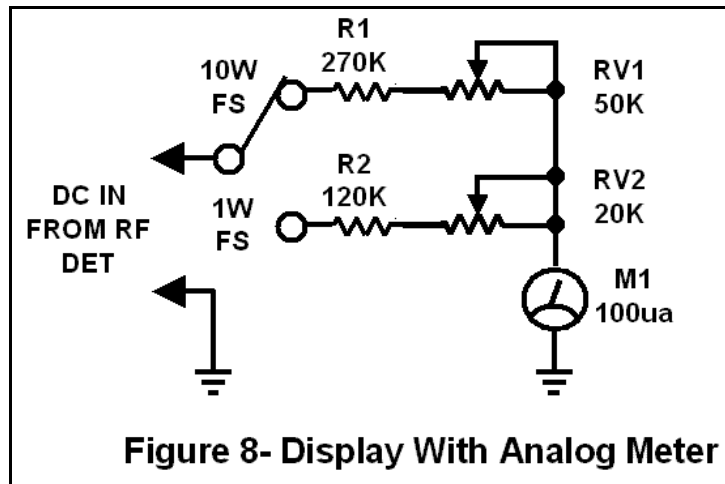 R1
270K
10W
FS
RV1
50K
DC IN
FROM RF
DET
R2
120K
1W
FS
RV2
20K
M1
100ua
Figure 8- Display With Analog Meter